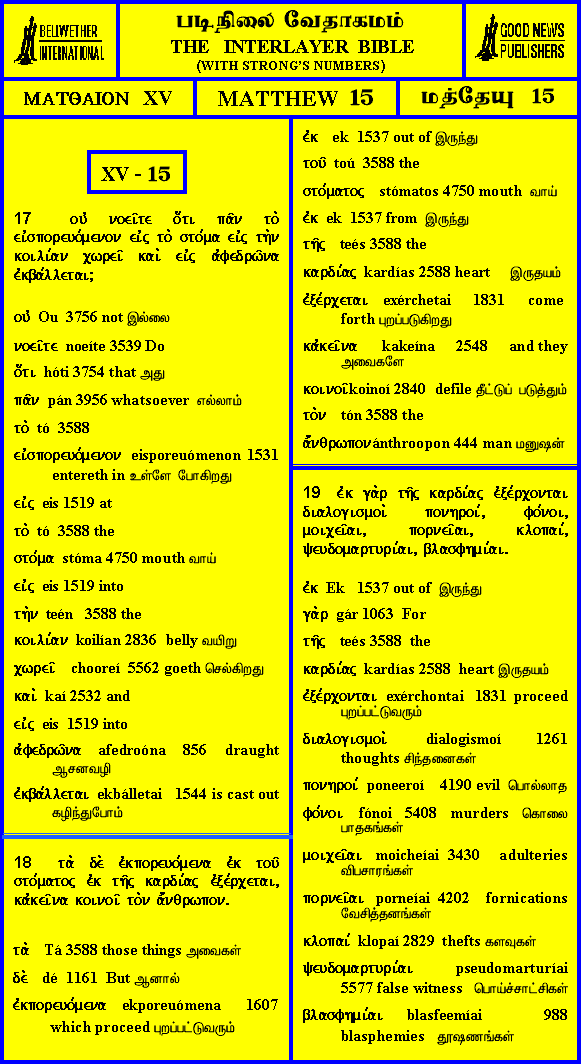 BELLWETHER
INTERNATIONAL
படிநிலை வேதாகமம்
THE INTERLAYER BIBLE
(WITH STRONG'S NUMBERS)
GOOD NEWS
PUBLISHERS
ΜΑΤΘΑΙΟΝ XV
MATTHEW 15
மத்தேயு 15
XV - 15
17 οὐ νοεῖτε ὅτι πᾶν τὸ
εἰσπορευόμενον εἰς τὸ στόμα εἰς τὴν
κοιλίαν χωρεῖ καὶ εἰς ἀφεδρῶνα
ἐκβάλλεται;
οὐ Ou 3756 not இல்லை
νοεῖτε noeíte 3539 Do
ὅτι hóti 3754 that அது
πᾶν pán 3956 whatsoever எல்லாம்
τὸ tó 3588
εἰσπορευόμενον eisporeuómenon 1531
entereth in உள்ளே போகிறது
εἰς eis 1519 at
τὸ tó 3588 the
στόμα stóma 4750 mouth வாய்
εἰς eis 1519 into
τὴν teén 3588 the
κοιλίαν koilían 2836 belly வயிறு
χωρεῖ chooreí 5562 goeth செல்கிறது
καὶ kaí 2532 and
εἰς eis 1519 into
ἀφεδρῶνα afedroóna 856 draught
ஆசனவழி
ἐκβάλλεται ekbálletai 1544 is cast out
கழிந்துபோம்
18 τὰ δὲ ἐκπορευόμενα ἐκ τοῦ
στόματος ἐκ τῆς καρδίας ἐξέρχεται,
κἀκεῖνα κοινοῖ τὸν ἄνθρωπον.
τὰ Tá 3588 those things அவைகள்
δὲ dé 1161 But ஆனால்
ἐκπορευόμενα ekporeuómena 1607
which proceed புறப்பட்டுவரும்
ἐκ ek 1537 out of இருந்து
τοῦ toú 3588 the
στόματος stómatos 4750 mouth வாய்
ἐκ ek 1537 from இருந்து
τῆς teés 3588 the
καρδίας kardías 2588 heart இருதயம்
ἐξέρχεται exérchetai 1831 come
forth புறப்படுகிறது
κἀκεῖνα kakeína 2548 and they
அவைகளே
κοινοῖ koinoí 2840 defile தீட்டுப் படுத்தும்
τὸν tón 3588 the
ἄνθρωπον ánthroopon 444 man மனுஷன்
19 ἐκ γὰρ τῆς καρδίας ἐξέρχονται
διαλογισμοὶ πονηροί, φόνοι,
μοιχεῖαι, πορνεῖαι, κλοπαί,
ψευδομαρτυρίαι, βλασφημίαι.
ἐκ Ek 1537 out of இருந்து
γὰρ gár 1063 For
τῆς teés 3588 the
καρδίας kardías 2588 heart இருதயம்
ἐξέρχονται exérchontai 1831 proceed
புறப்பட்டுவரும்
διαλογισμοὶ dialogismoí 1261
thoughts சிந்தனைகள்
πονηροί poneeroí 4190 evil பொல்லாத
φόνοι fónoi 5408 murders கொலை
பாதகங்கள்
μοιχεῖαι moicheíai 3430 adulteries
விபசாரங்கள்
πορνεῖαι porneíai 4202 fornications
வேசித்தனங்கள்
κλοπαί klopaí 2829 thefts களவுகள்
ψευδομαρτυρίαι pseudomarturíai
5577 false witness பொய்ச்சாட்சிகள்
βλασφημίαι blasfeemíai 988
blasphemies தூஷணங்கள்